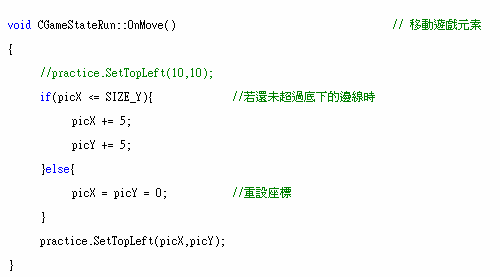 void CGameStateRun::OnMove() // 移動遊戲元素
{
//practice.SetTopLeft(10,10);
if(picX <= SIZE_Y){ //若還未超過底下的邊線時
picX += 5;
picY += 5;
}else{
picX = picY = 0; //重設座標
}
practice.SetTopLeft(picX,picY);
}